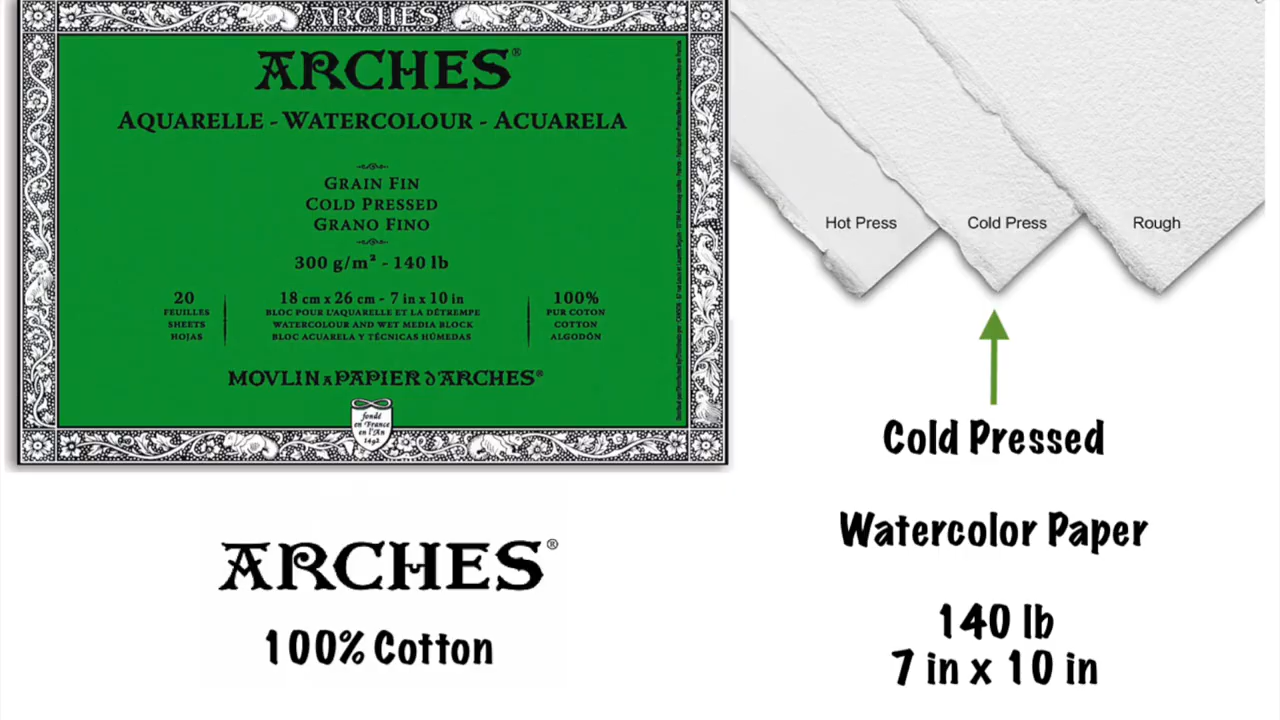 ARCHES
ARCHES®
AQUARELLE - WATERCOLOUR - ACUARELA
GRAIN FIN
COLD PRESSED
GRANO FINO
300 g/m² - 140 lb
20
FEUILLES
SHEETS
HOJAS
18 cm x 26 cm - 7 in x 10 in
BLOC POUR L'AQUARELLE ET LA DÉTREMPE
WATERCOLOUR AND WET MEDIA BLOCK
BLOC ACUARELA Y TÉCNICAS HÚMEDAS
100%
PUR COTON
COTTON
ALGODÓN
MOVLIN A PAPIER D'ARCHES®
fondé
en France
en l'An
1492
Hot Press
Cold Press
Rough
Cold Pressed
Watercolor Paper
140 lb
7 in x 10 in
ARCHES®
100% Cotton